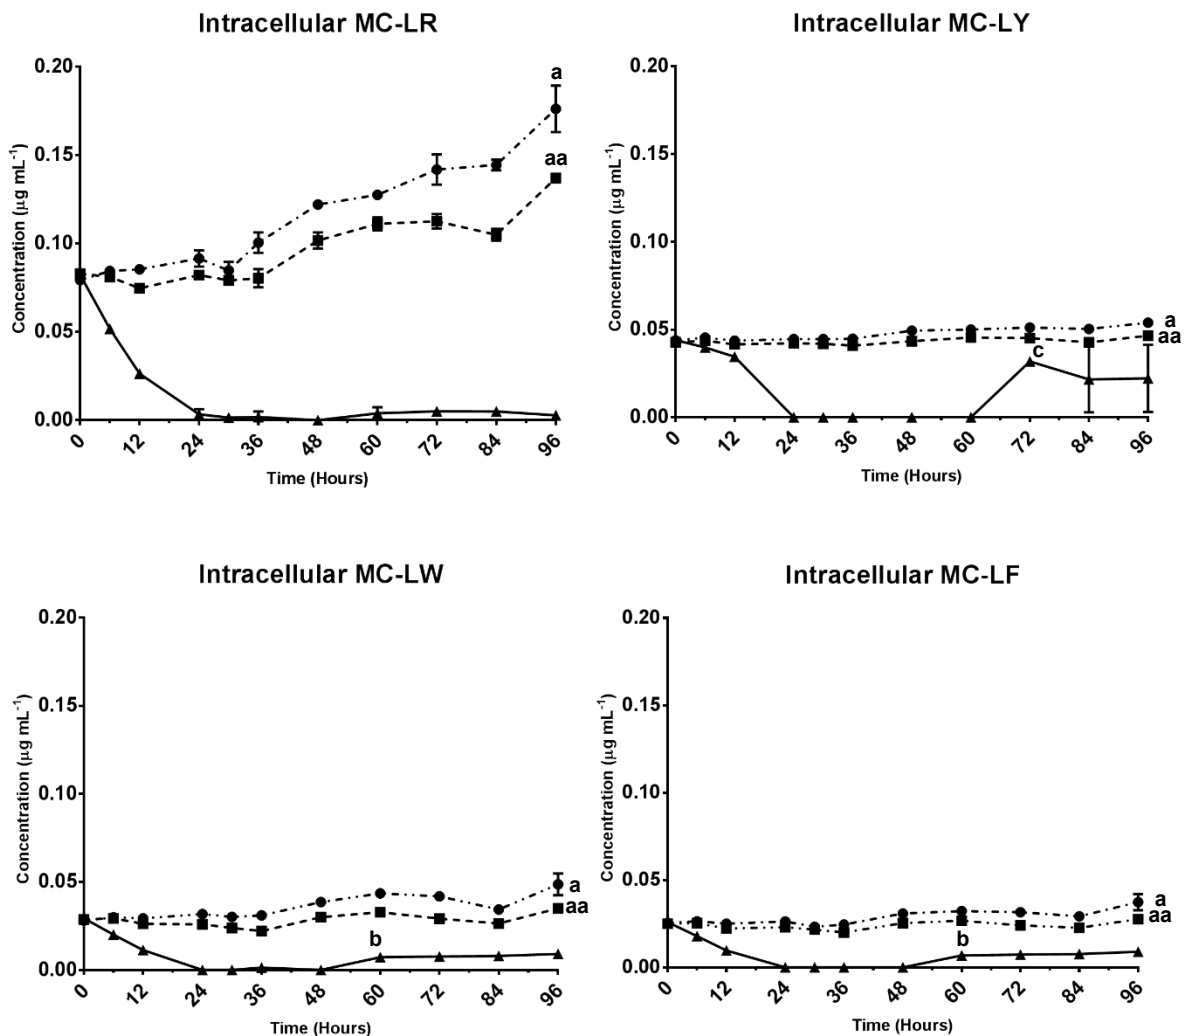 Intracellular MC-LR
Concentration (µg mL⁻¹)
0.20
0.15
0.10
0.05
0.00
a
aa
0 12 24 36 48 60 72 84 96
Time (Hours)
Intracellular MC-LY
Concentration (µg mL⁻¹)
0.20
0.15
0.10
0.05
0.00
a
aa
c
0 12 24 36 48 60 72 84 96
Time (Hours)
Intracellular MC-LW
Concentration (µg mL⁻¹)
0.20
0.15
0.10
0.05
0.00
a
aa
b
0 12 24 36 48 60 72 84 96
Time (Hours)
Intracellular MC-LF
Concentration (µg mL⁻¹)
0.20
0.15
0.10
0.05
0.00
a
aa
b
0 12 24 36 48 60 72 84 96
Time (Hours)